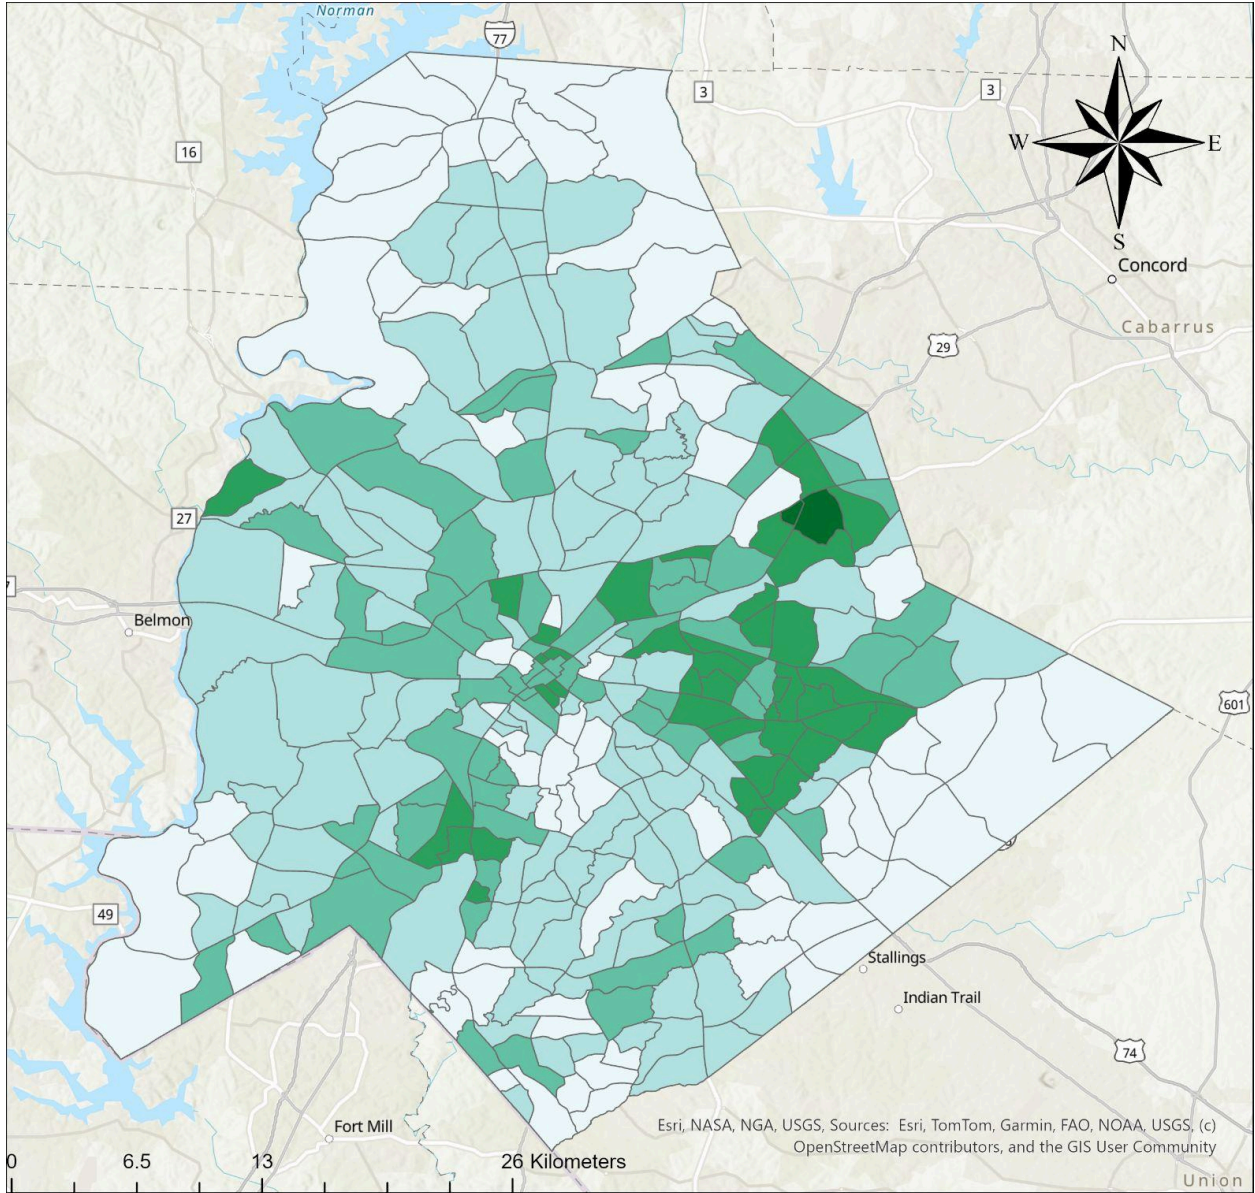 Norman
77
N
3
3
16
W
E
S
Concord
Cabarrus
29
27
Belmon
601
49
Stallings
Indian Trail
74
Fort Mill
Esri, NASA, NGA, USGS, Sources: Esri, TomTom, Garmin, FAO, NOAA, USGS, (c)
OpenStreetMap contributors, and the GIS User Community
0 6.5 13 26 Kilometers
Union